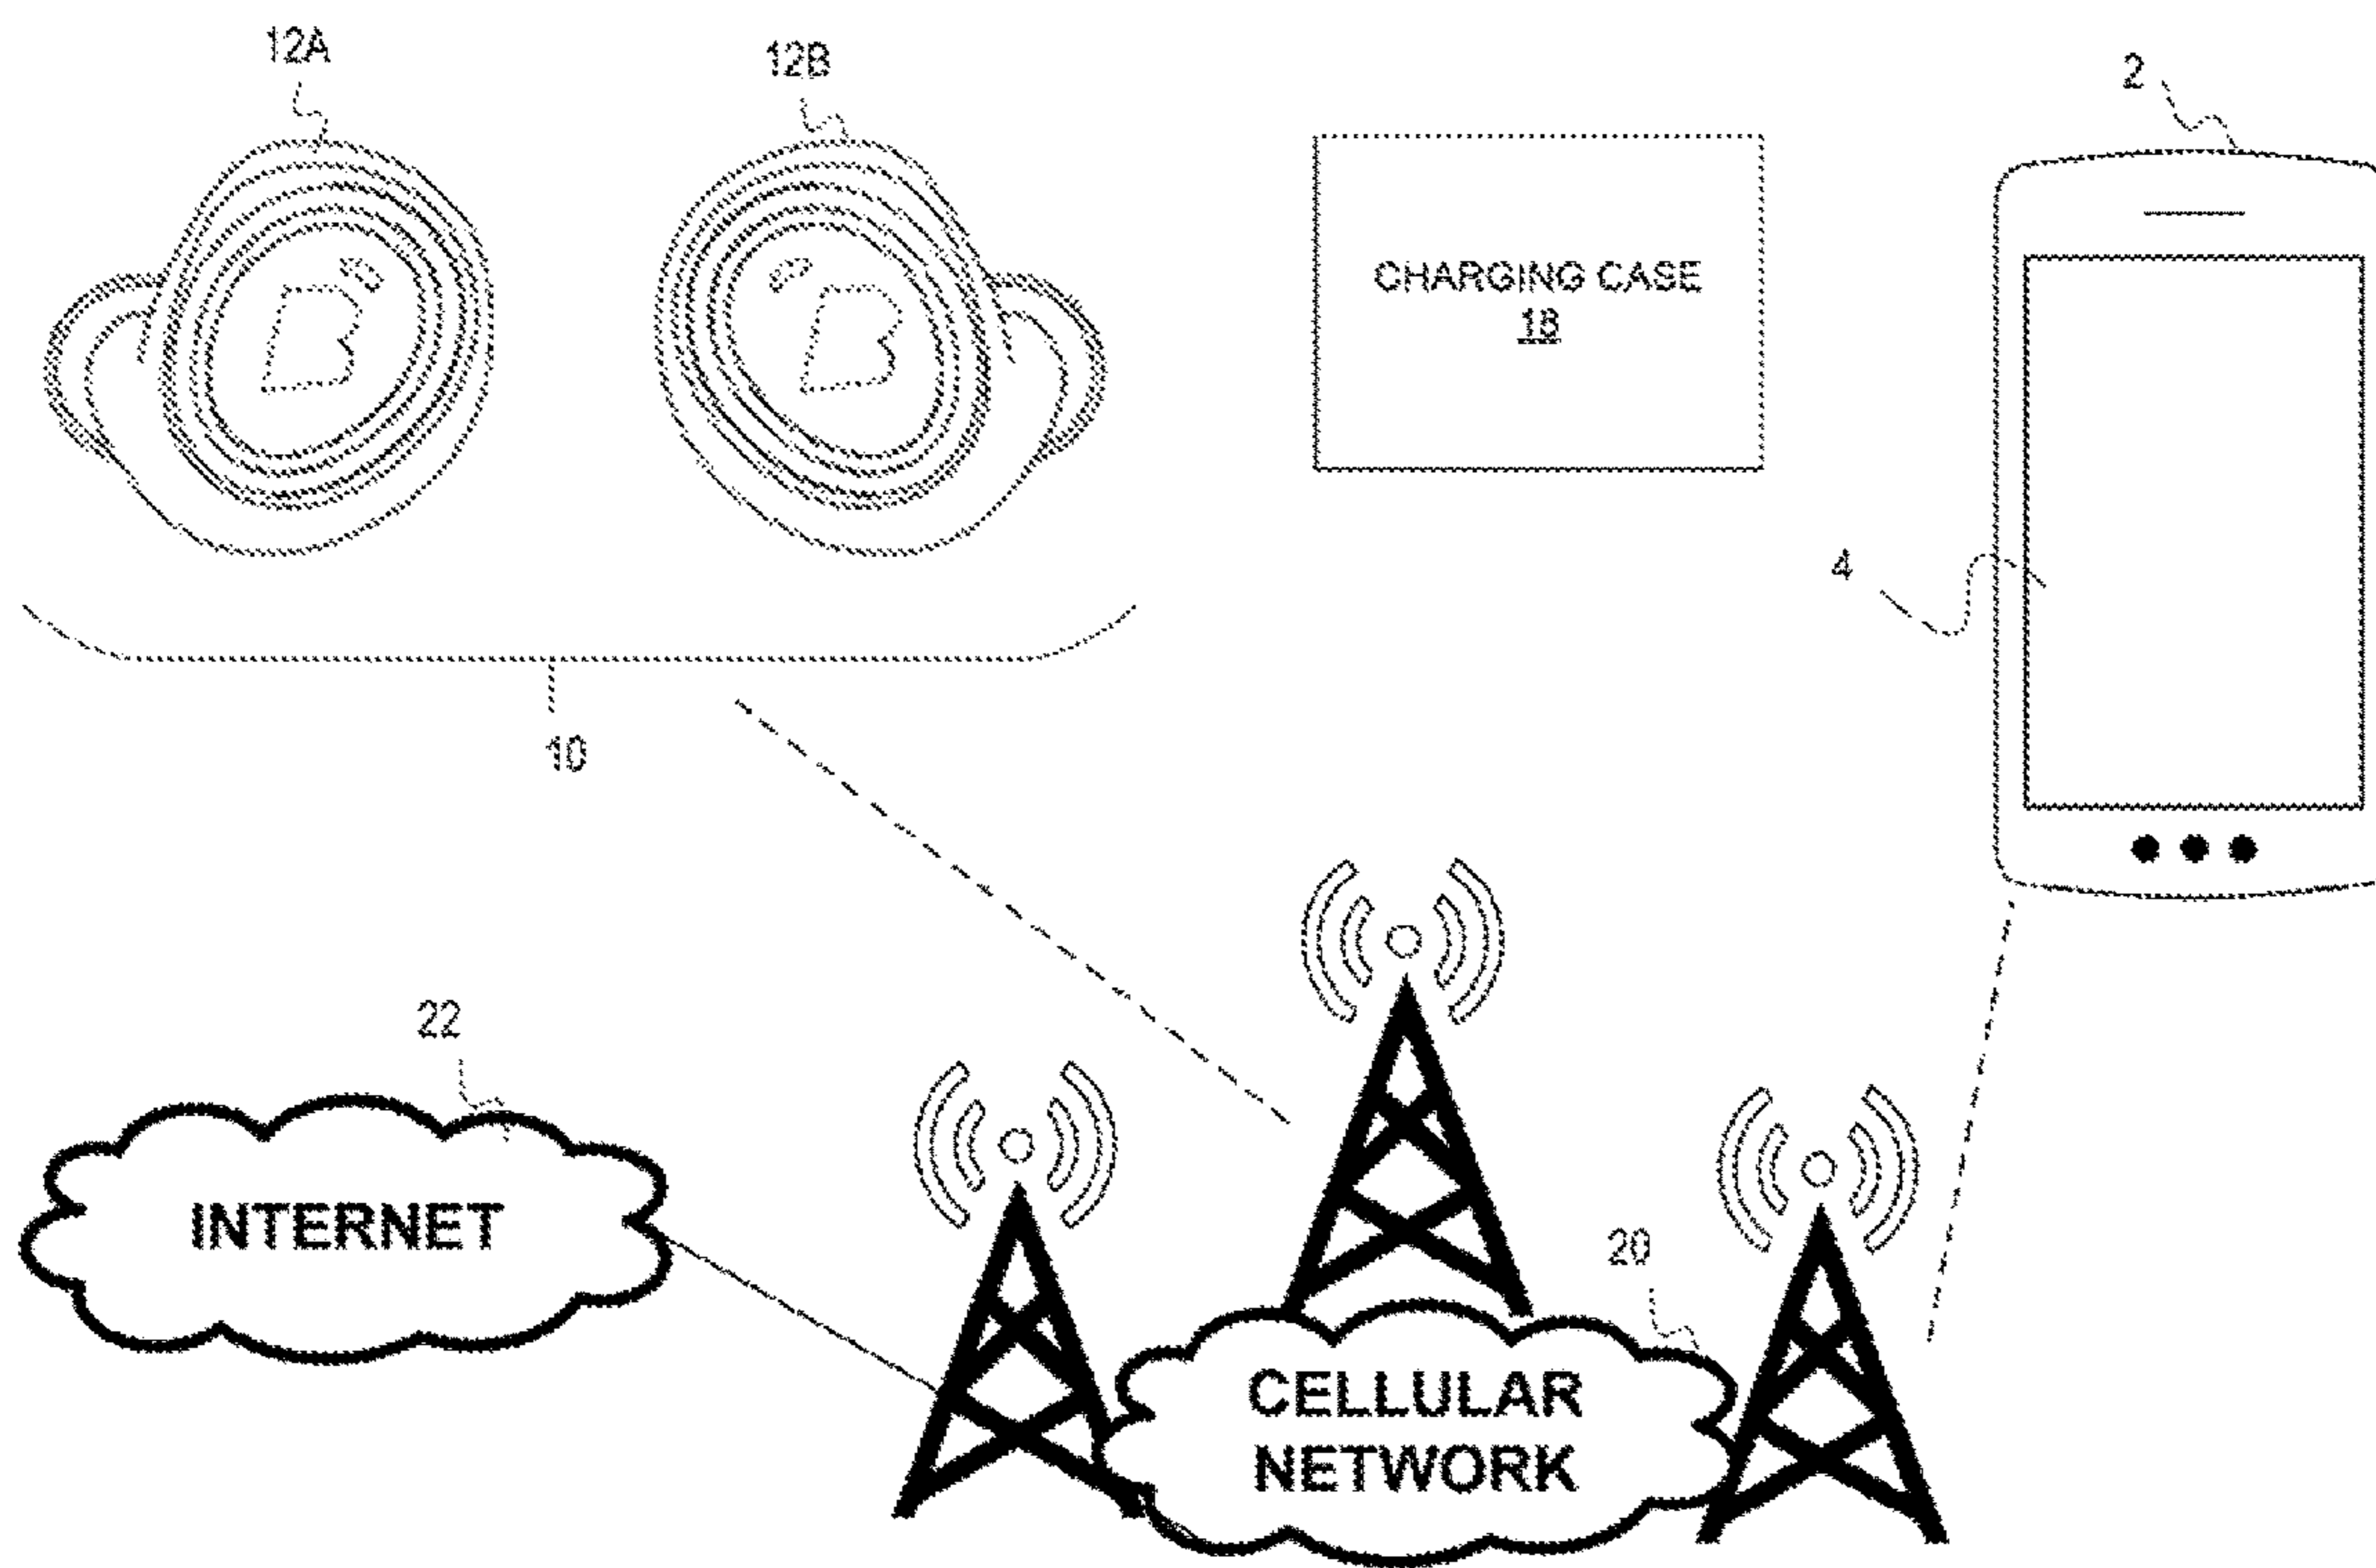 12A
12B
2
CHARGING CASE
18
4
10
22
INTERNET
20
CELLULAR
NETWORK
B
B